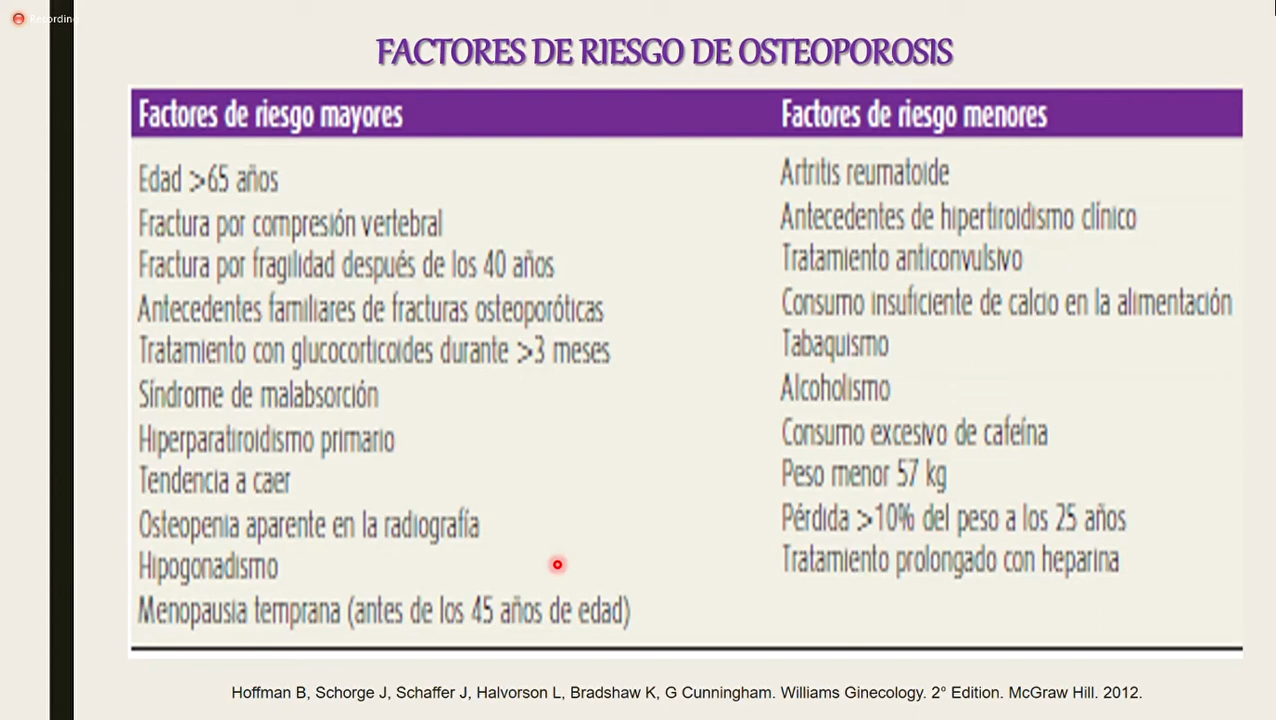 Recording
FACTORES DE RIESGO DE OSTEOPOROSIS
Factores de riesgo mayores
Edad >65 años
Fractura por compresión vertebral
Fractura por fragilidad después de los 40 años
Antecedentes familiares de fracturas osteoporóticas
Tratamiento con glucocorticoides durante >3 meses
Síndrome de malabsorción
Hiperparatiroidismo primario
Tendencia a caer
Osteopenia aparente en la radiografía
Hipogonadismo
Menopausia temprana (antes de los 45 años de edad)
Factores de riesgo menores
Artritis reumatoide
Antecedentes de hipertiroidismo clínico
Tratamiento anticonvulsivo
Consumo insuficiente de calcio en la alimentación
Tabaquismo
Alcoholismo
Consumo excesivo de cafeína
Peso menor 57 kg
Pérdida >10% del peso a los 25 años
Tratamiento prolongado con heparina
Hoffman B, Schorge J, Schaffer J, Halvorson L, Bradshaw K, G Cunningham. Williams Ginecology. 2° Edition. McGraw Hill. 2012.